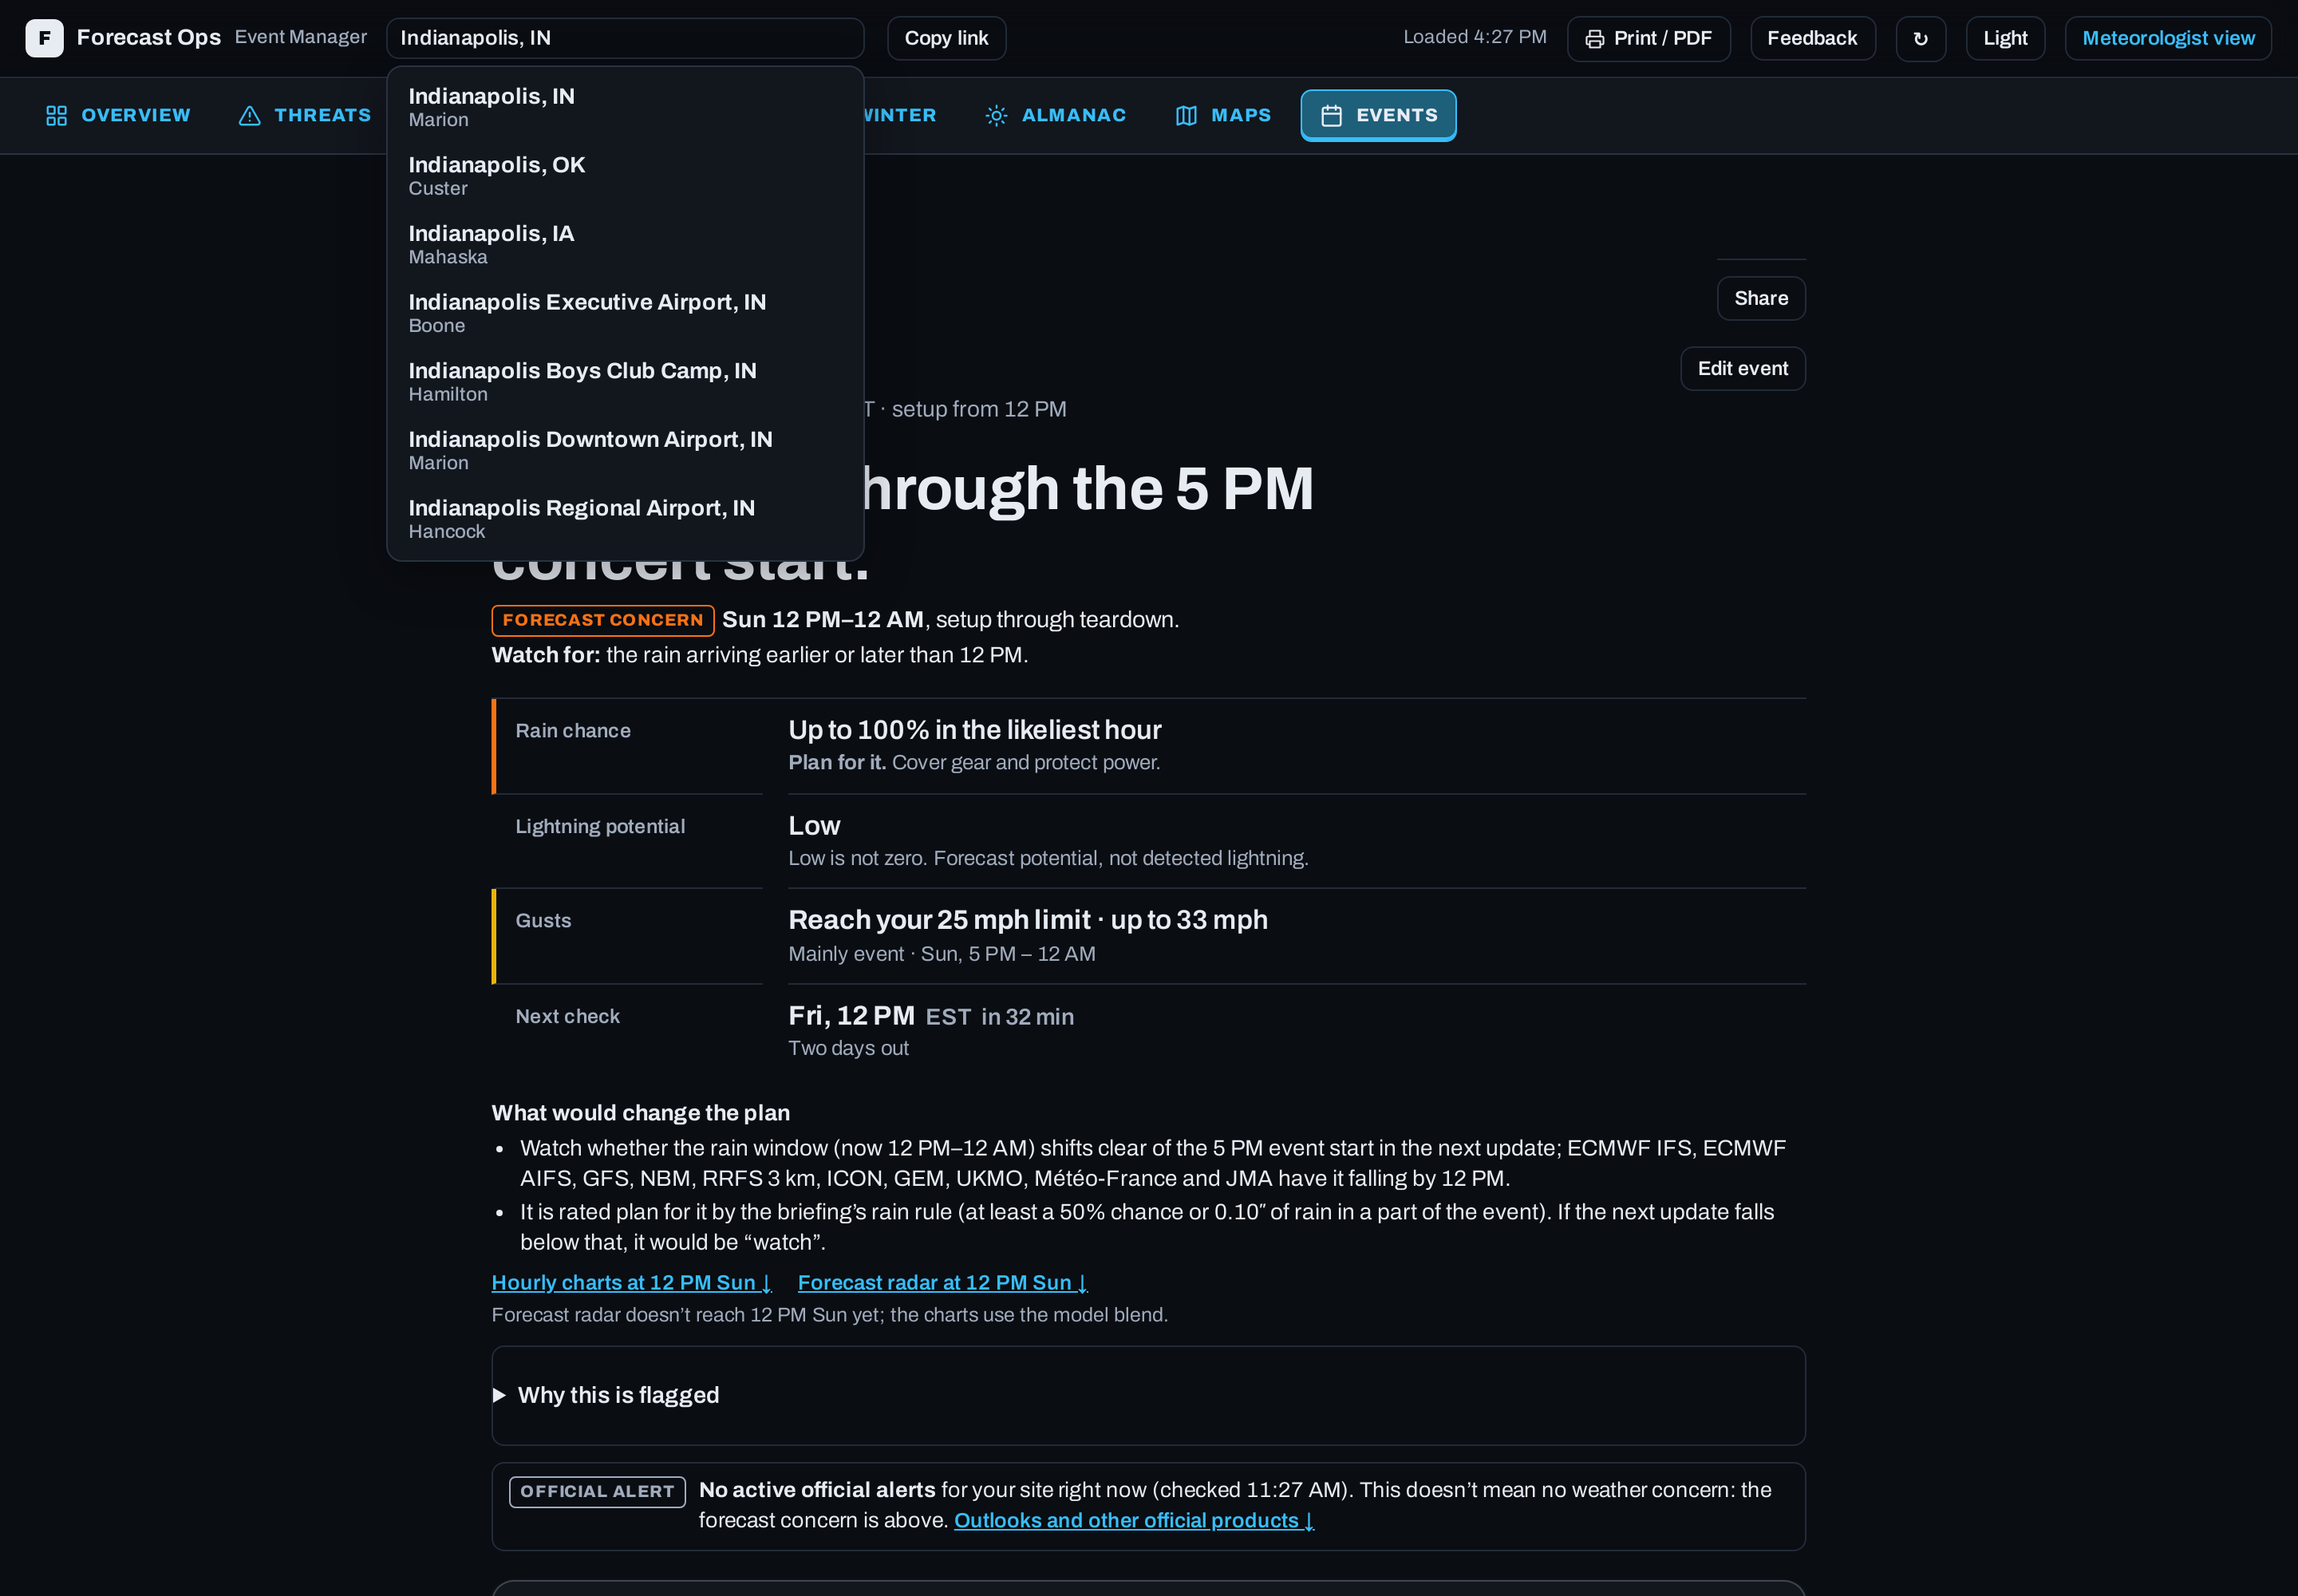 F Forecast Ops Event Manager Indianapolis, IN Copy link Loaded 4:27 PM Print / PDF Feedback ↻ Light Meteorologist view
OVERVIEW THREATS WINTER ALMANAC MAPS EVENTS
Indianapolis, IN
Marion
Indianapolis, OK
Custer
Indianapolis, IA
Mahaska
Indianapolis Executive Airport, IN
Boone
Indianapolis Boys Club Camp, IN
Hamilton
Indianapolis Downtown Airport, IN
Marion
Indianapolis Regional Airport, IN
Hancock
Share
Edit event
T · setup from 12 PM
through the 5 PM
concert start.
FORECAST CONCERN Sun 12 PM–12 AM, setup through teardown.
Watch for: the rain arriving earlier or later than 12 PM.
Rain chance
Up to 100% in the likeliest hour
Plan for it. Cover gear and protect power.
Lightning potential
Low
Low is not zero. Forecast potential, not detected lightning.
Gusts
Reach your 25 mph limit · up to 33 mph
Mainly event · Sun, 5 PM – 12 AM
Next check
Fri, 12 PM EST in 32 min
Two days out
What would change the plan
• Watch whether the rain window (now 12 PM–12 AM) shifts clear of the 5 PM event start in the next update; ECMWF IFS, ECMWF
AIFS, GFS, NBM, RRFS 3 km, ICON, GEM, UKMO, Météo-France and JMA have it falling by 12 PM.
• It is rated plan for it by the briefing’s rain rule (at least a 50% chance or 0.10″ of rain in a part of the event). If the next update falls
below that, it would be “watch”.
Hourly charts at 12 PM Sun ↓ Forecast radar at 12 PM Sun ↓
Forecast radar doesn’t reach 12 PM Sun yet; the charts use the model blend.
▶ Why this is flagged
OFFICIAL ALERT No active official alerts for your site right now (checked 11:27 AM). This doesn’t mean no weather concern: the
forecast concern is above. Outlooks and other official products ↓